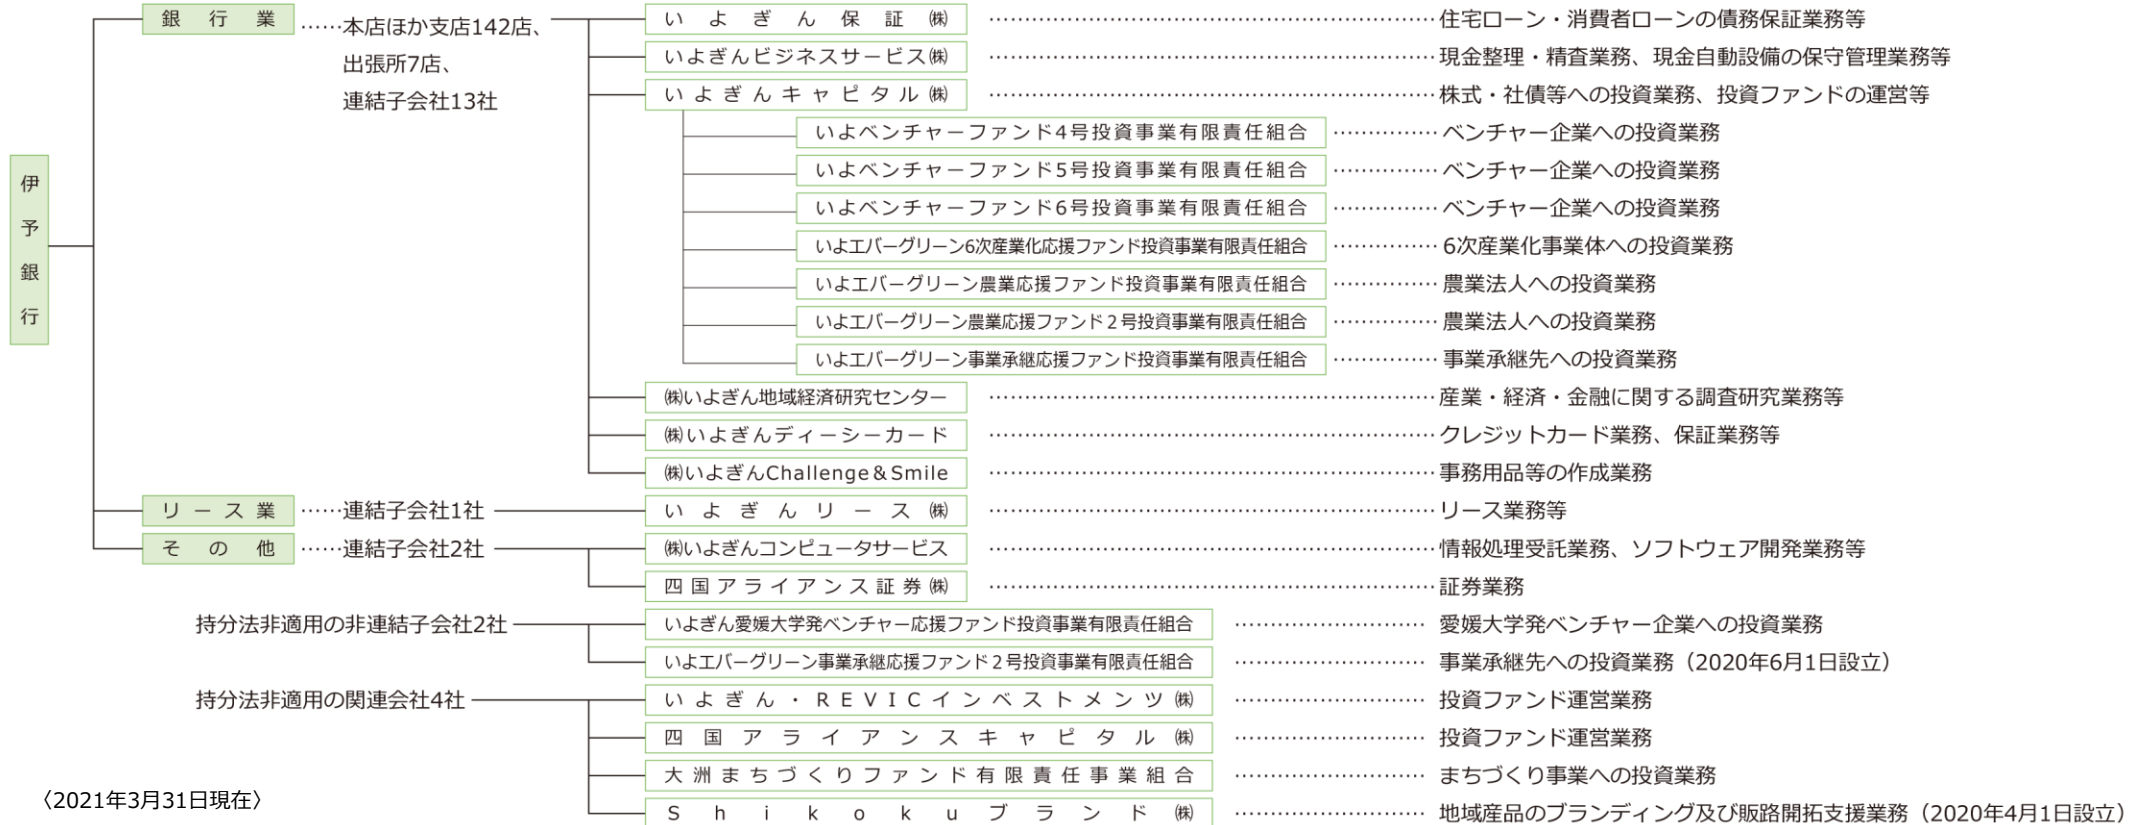 伊予銀行
銀行業……本店ほか支店142店、
出張所7店、
連結子会社13社
いよぎん保証㈱……住宅ローン・消費者ローンの債務保証業務等
いよぎんビジネスサービス㈱……現金整理・精査業務、現金自動設備の保守管理業務等
いよぎんキャピタル㈱……株式・社債等への投資業務、投資ファンドの運営等
いよベンチャーファンド4号投資事業有限責任組合……ベンチャー企業への投資業務
いよベンチャーファンド5号投資事業有限責任組合……ベンチャー企業への投資業務
いよベンチャーファンド6号投資事業有限責任組合……ベンチャー企業への投資業務
いよエバーグリーン6次産業化応援ファンド投資事業有限責任組合……6次産業化事業体への投資業務
いよエバーグリーン農業応援ファンド投資事業有限責任組合……農業法人への投資業務
いよエバーグリーン農業応援ファンド2号投資事業有限責任組合……農業法人への投資業務
いよエバーグリーン事業承継応援ファンド投資事業有限責任組合……事業承継先への投資業務
㈱いよぎん地域経済研究センター……産業・経済・金融に関する調査研究業務等
㈱いよぎんディーシーカード……クレジットカード業務、保証業務等
㈱いよぎんChallenge&Smile……事務用品等の作成業務
リース業……連結子会社1社 いよぎんリース㈱……リース業務等
その他……連結子会社2社 ㈱いよぎんコンピュータサービス……情報処理受託業務、ソフトウェア開発業務等
四国アライアンス証券㈱……証券業務
持分法非適用の非連結子会社2社 いよぎん愛媛大学発ベンチャー応援ファンド投資事業有限責任組合……愛媛大学発ベンチャー企業への投資業務
いよエバーグリーン事業承継応援ファンド2号投資事業有限責任組合……事業承継先への投資業務（2020年6月1日設立）
持分法非適用の関連会社4社 いよぎん・REVICインベストメンツ㈱……投資ファンド運営業務
四国アライアンスキャピタル㈱……投資ファンド運営業務
大洲まちづくりファンド有限責任事業組合……まちづくり事業への投資業務
Shikokuブランド㈱……地域産品のブランディング及び販路開拓支援業務（2020年4月1日設立）
〈2021年3月31日現在〉